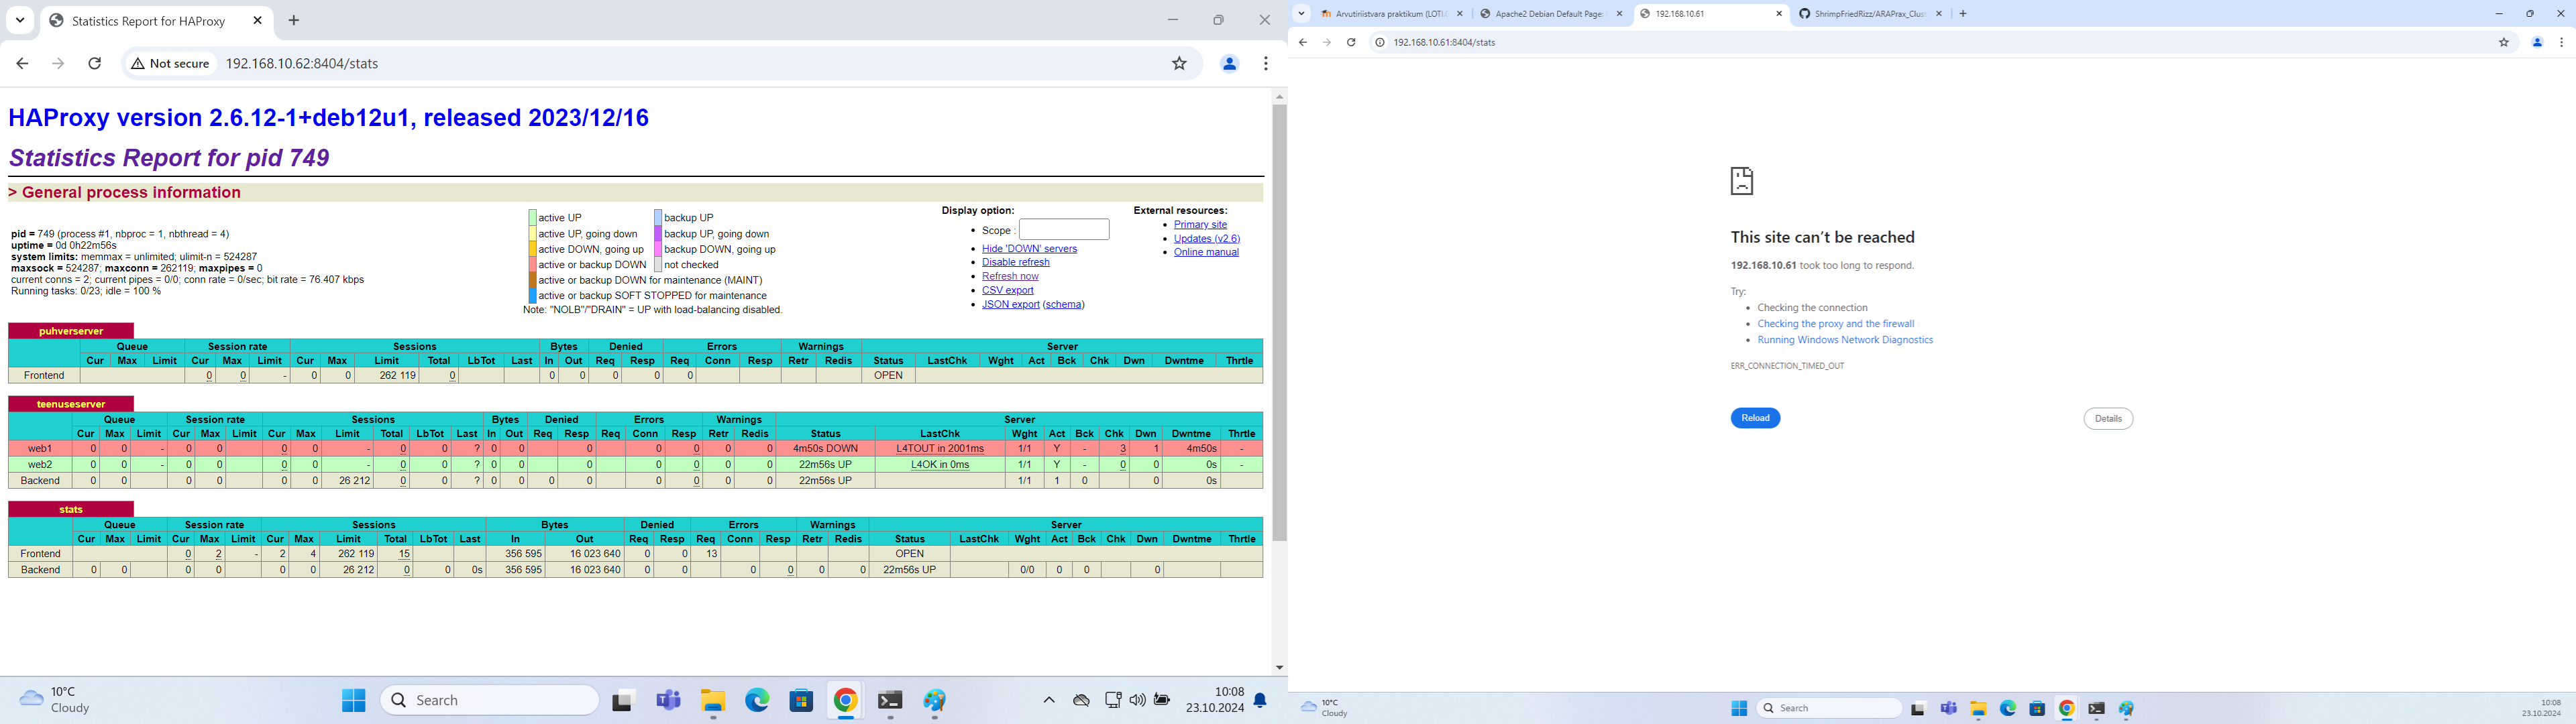 Statistics Report for HAProxy
Not secure
192.168.10.62:8404/stats
HAProxy version 2.6.12-1+deb12u1, released 2023/12/16
Statistics Report for pid 749
> General process information
pid = 749 (process #1, nbproc = 1, nbthread = 4)
uptime = 0d 0h22m56s
system limits: memmax = unlimited; ulimit-n = 524287
maxsock = 524287; maxconn = 262119; maxpipes = 0
current conns = 2; current pipes = 0/0; conn rate = 0/sec; bit rate = 76.407 kbps
Running tasks: 0/23; idle = 100 %
active UP backup UP
active UP, going down backup UP, going down
active DOWN, going up backup DOWN, going up
active or backup DOWN not checked
active or backup DOWN for maintenance (MAINT)
active or backup SOFT STOPPED for maintenance
Note: "NOLB"/"DRAIN" = UP with load-balancing disabled.
Display option:
Scope :
Hide 'DOWN' servers
Disable refresh
Refresh now
CSV export
JSON export (schema)
External resources:
Primary site
Updates (v2.6)
Online manual
puhverserver
Queue Session rate Sessions Bytes Denied Errors Warnings Server
Cur Max Limit Cur Max Limit Cur Max Limit Total LbTot Last In Out Req Resp Req Conn Resp Retr Redis Status LastChk Wght Act Bck Chk Dwn Dwntme Thrtle
Frontend 0 0 - 0 0 262 119 0 0 0 0 0 0 OPEN
teenuseserver
Queue Session rate Sessions Bytes Denied Errors Warnings Server
Cur Max Limit Cur Max Limit Cur Max Limit Total LbTot Last In Out Req Resp Req Conn Resp Retr Redis Status LastChk Wght Act Bck Chk Dwn Dwntme Thrtle
web1 0 0 - 0 0 0 0 - 0 0 ? 0 0 0 0 0 0 0 4m50s DOWN L4TOUT in 2001ms 1/1 Y - 3 1 4m50s -
web2 0 0 - 0 0 0 0 - 0 0 ? 0 0 0 0 0 0 0 22m56s UP L4OK in 0ms 1/1 Y - 0 0 0s -
Backend 0 0 0 0 0 0 26 212 0 0 ? 0 0 0 0 0 0 0 0 22m56s UP 1/1 1 0 0 0s
stats
Queue Session rate Sessions Bytes Denied Errors Warnings Server
Cur Max Limit Cur Max Limit Cur Max Limit Total LbTot Last In Out Req Resp Req Conn Resp Retr Redis Status LastChk Wght Act Bck Chk Dwn Dwntme Thrtle
Frontend 0 2 - 2 4 262 119 15 356 595 16 023 640 0 0 13 OPEN
Backend 0 0 0 0 0 0 26 212 0 0 0s 356 595 16 023 640 0 0 0 0 0 0 22m56s UP 0/0 0 0 0
10°C
Cloudy
Search
10:08
23.10.2024
Arvutiriistvara praktikum (LOTI.
Apache2 Debian Default Page:
192.168.10.61
ShrimpFriedRizz/ARAPrax_Clust
192.168.10.61:8404/stats
This site can't be reached
192.168.10.61 took too long to respond.
Try:
Checking the connection
Checking the proxy and the firewall
Running Windows Network Diagnostics
ERR_CONNECTION_TIMED_OUT
Reload
Details
10°C
Cloudy
Search
10:08
23.10.2024